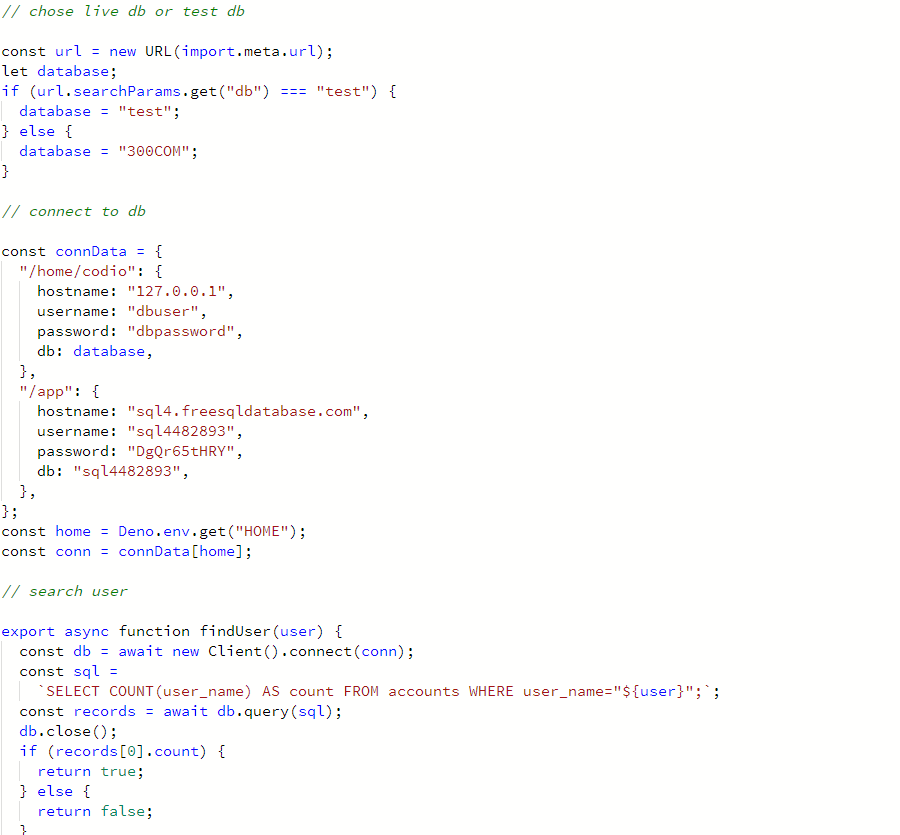 // chose live db or test db
const url = new URL(import.meta.url);
let database;
if (url.searchParams.get("db") === "test") {
database = "test";
} else {
database = "300COM";
}
// connect to db
const connData = {
"/home/codio": {
hostname: "127.0.0.1",
username: "dbuser",
password: "dbpassword",
db: database,
},
"/app": {
hostname: "sql4.freesqldatabase.com",
username: "sql4482893",
password: "DgQr65tHRY",
db: "sql4482893",
},
};
const home = Deno.env.get("HOME");
const conn = connData[home];
// search user
export async function findUser(user) {
const db = await new Client().connect(conn);
const sql =
`SELECT COUNT(user_name) AS count FROM accounts WHERE user_name="${user}";`;
const records = await db.query(sql);
db.close();
if (records[0].count) {
return true;
} else {
return false;
}